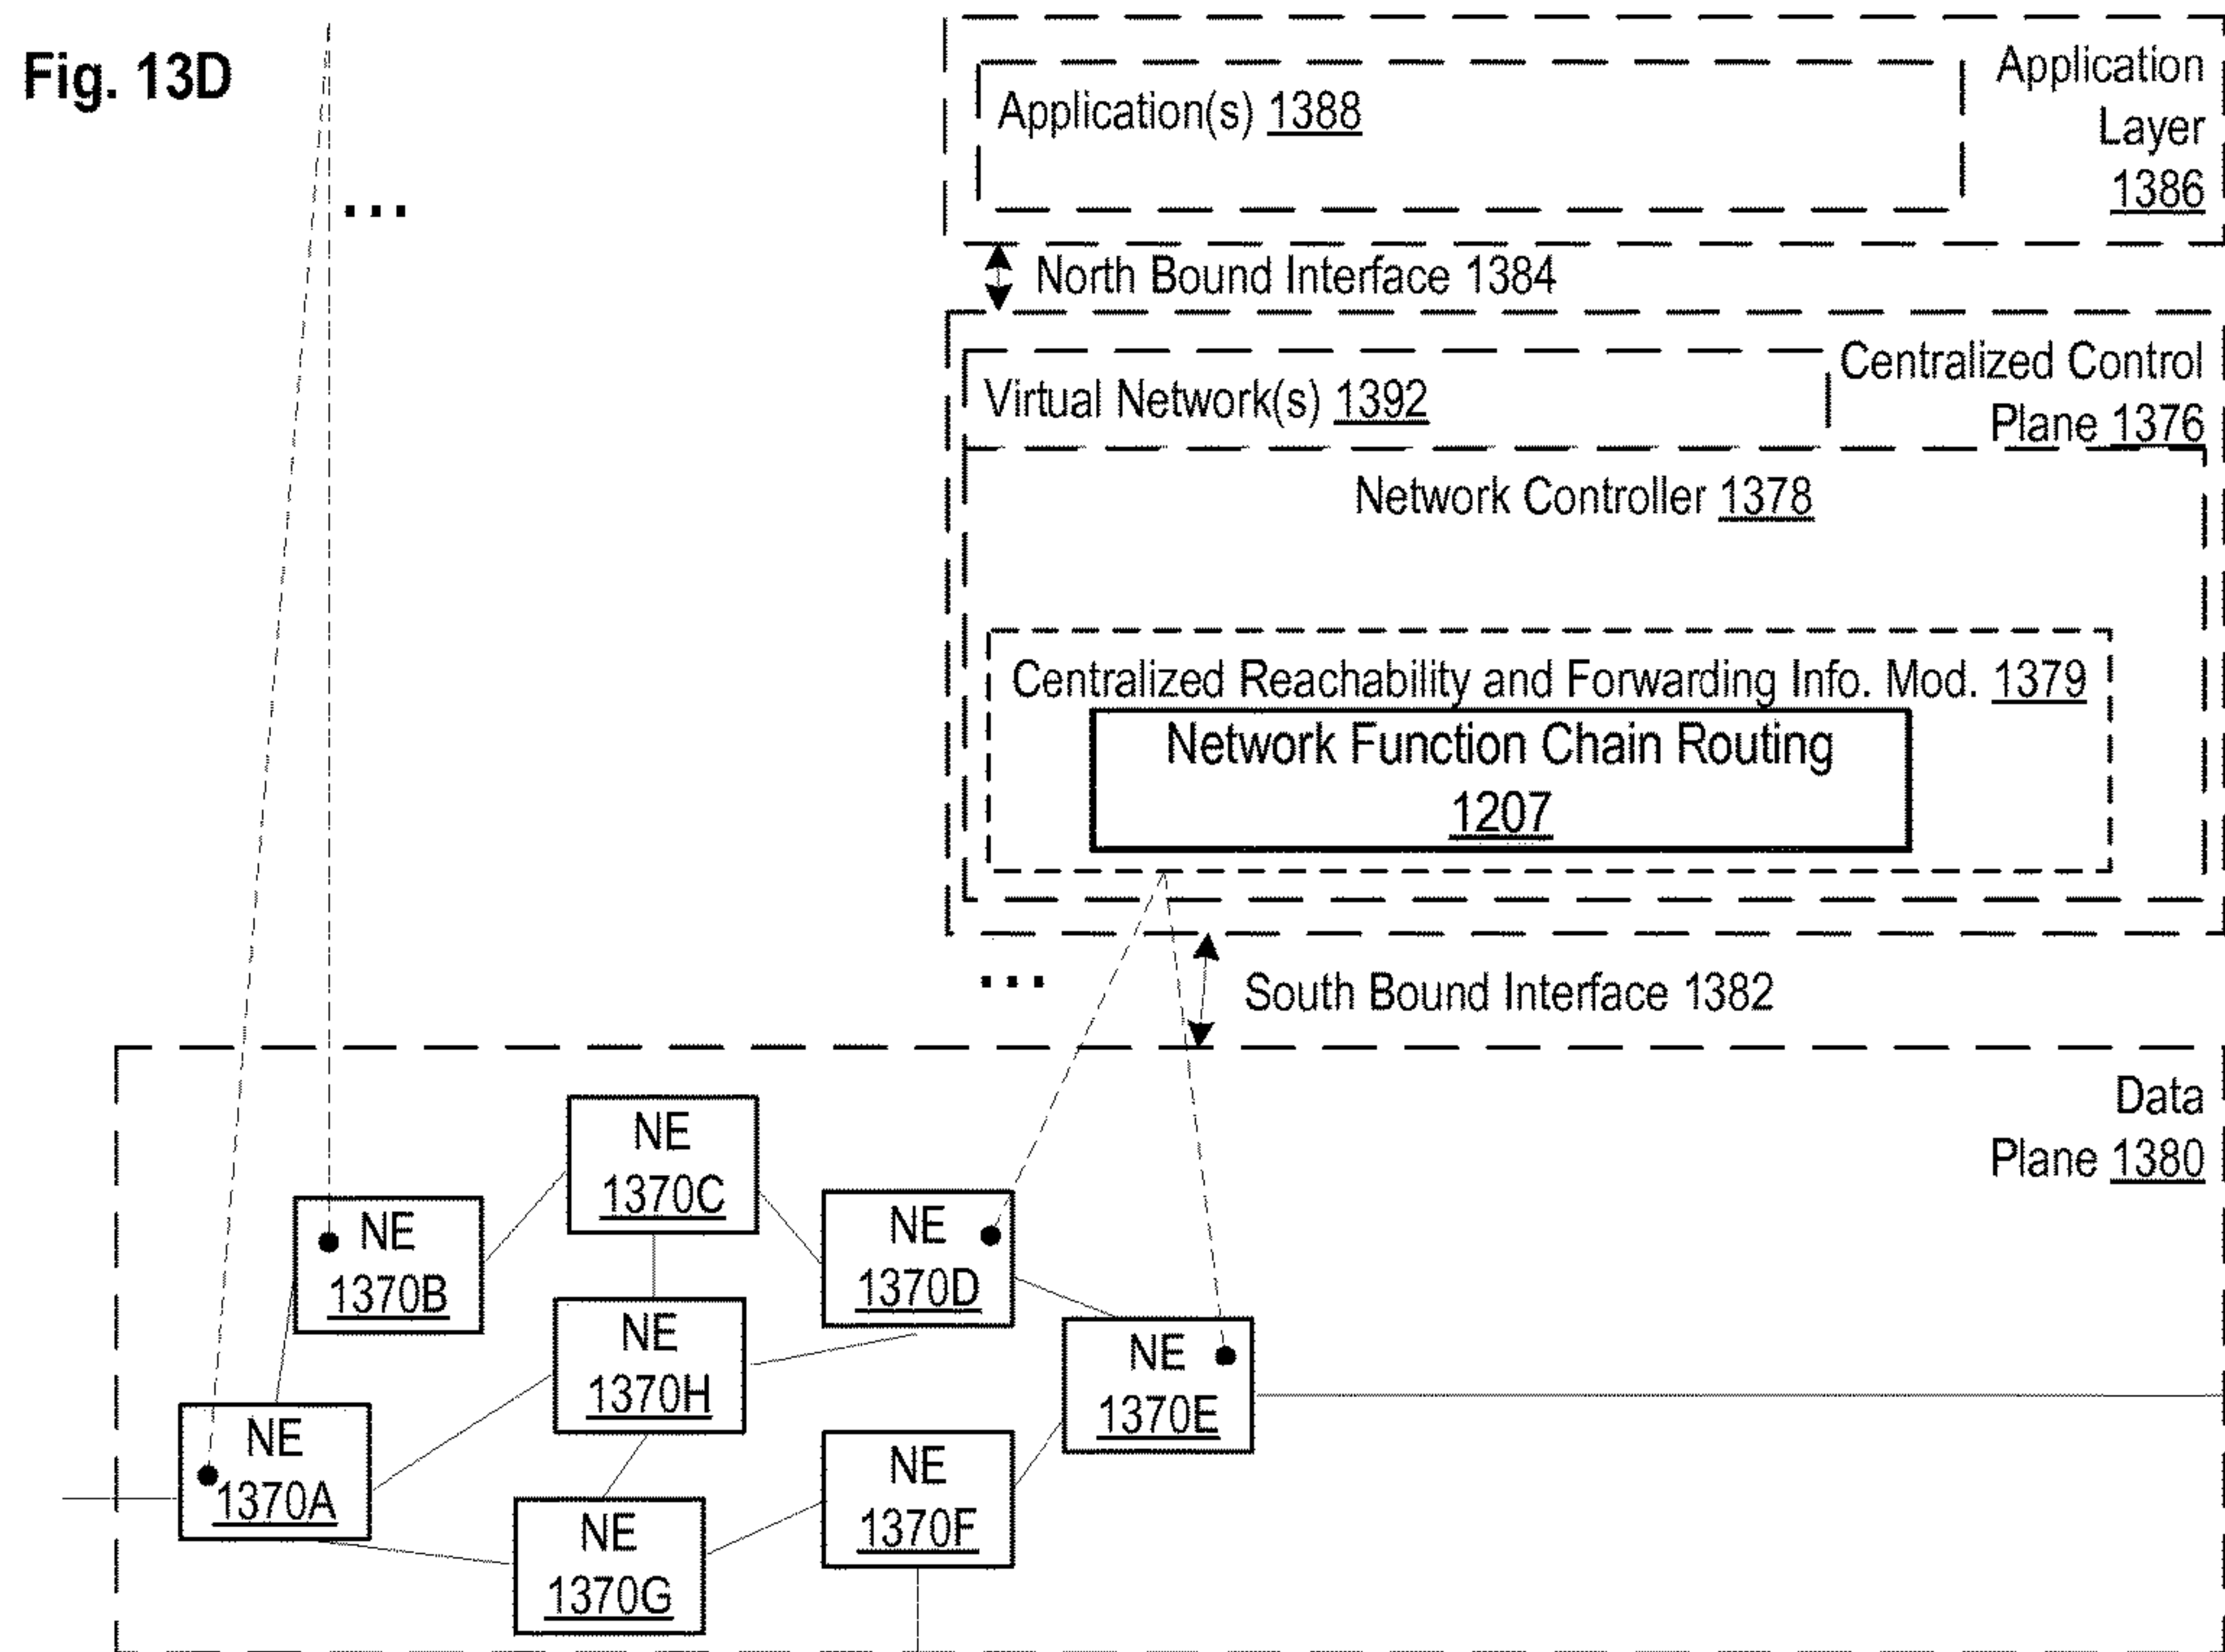 Fig. 13D
...
Application(s) 1388
Application
Layer
1386
North Bound Interface 1384
Virtual Network(s) 1392
Centralized Control
Plane 1376
Network Controller 1378
Centralized Reachability and Forwarding Info. Mod. 1379
Network Function Chain Routing
1207
...
South Bound Interface 1382
Data
Plane 1380
NE
1370C
NE
1370B
NE
1370D
NE
1370H
NE
1370E
NE
1370A
NE
1370F
NE
1370G